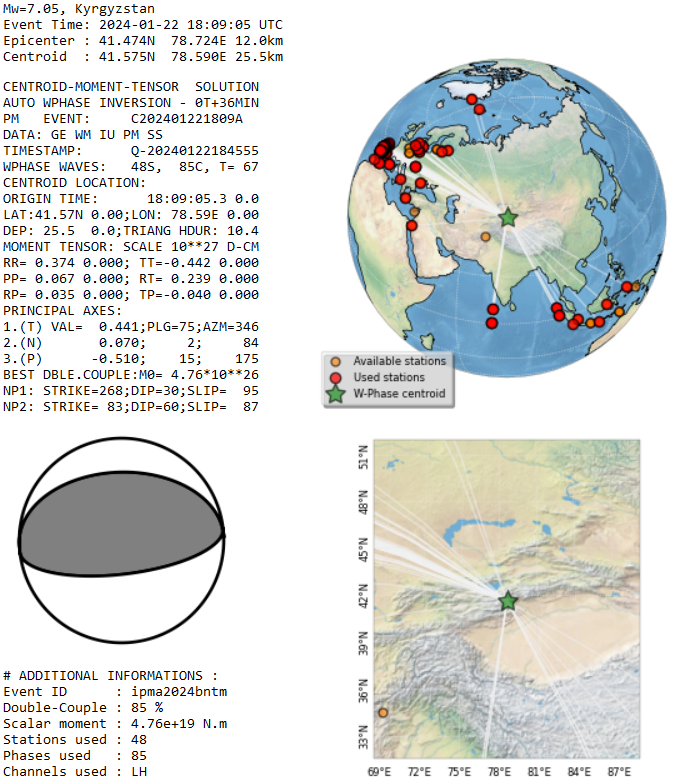 Mw=7.05, Kyrgyzstan
Event Time: 2024-01-22 18:09:05 UTC
Epicenter : 41.474N  78.724E 12.0km
Centroid  : 41.575N  78.590E 25.5km
CENTROID-MOMENT-TENSOR  SOLUTION
AUTO WPHASE INVERSION - 0T+36MIN
PM   EVENT:     C202401221809A
DATA: GE WM IU PM SS
TIMESTAMP:      Q-20240122184555
WPHASE WAVES:   48S,  85C, T= 67
CENTROID LOCATION:
ORIGIN TIME:      18:09:05.3 0.0
LAT:41.57N 0.00;LON: 78.59E 0.00
DEP: 25.5  0.0;TRIANG HDUR: 10.4
MOMENT TENSOR: SCALE 10**27 D-CM
RR= 0.374 0.000; TT=-0.442 0.000
PP= 0.067 0.000; RT= 0.239 0.000
RP= 0.035 0.000; TP=-0.040 0.000
PRINCIPAL AXES:
1.(T) VAL=  0.441;PLG=75;AZM=346
2.(N)       0.070;     2;     84
3.(P)      -0.510;    15;    175
BEST DBLE.COUPLE:M0= 4.76*10**26
NP1: STRIKE=268;DIP=30;SLIP=  95
NP2: STRIKE= 83;DIP=60;SLIP=  87
Available stations
Used stations
W-Phase centroid
51°N
48°N
45°N
42°N
39°N
36°N
33°N
69°E 72°E 75°E 78°E 81°E 84°E 87°E
# ADDITIONAL INFORMATIONS :
Event ID      : ipma2024bntm
Double-Couple : 85 %
Scalar moment : 4.76e+19 N.m
Stations used : 48
Phases used   : 85
Channels used : LH